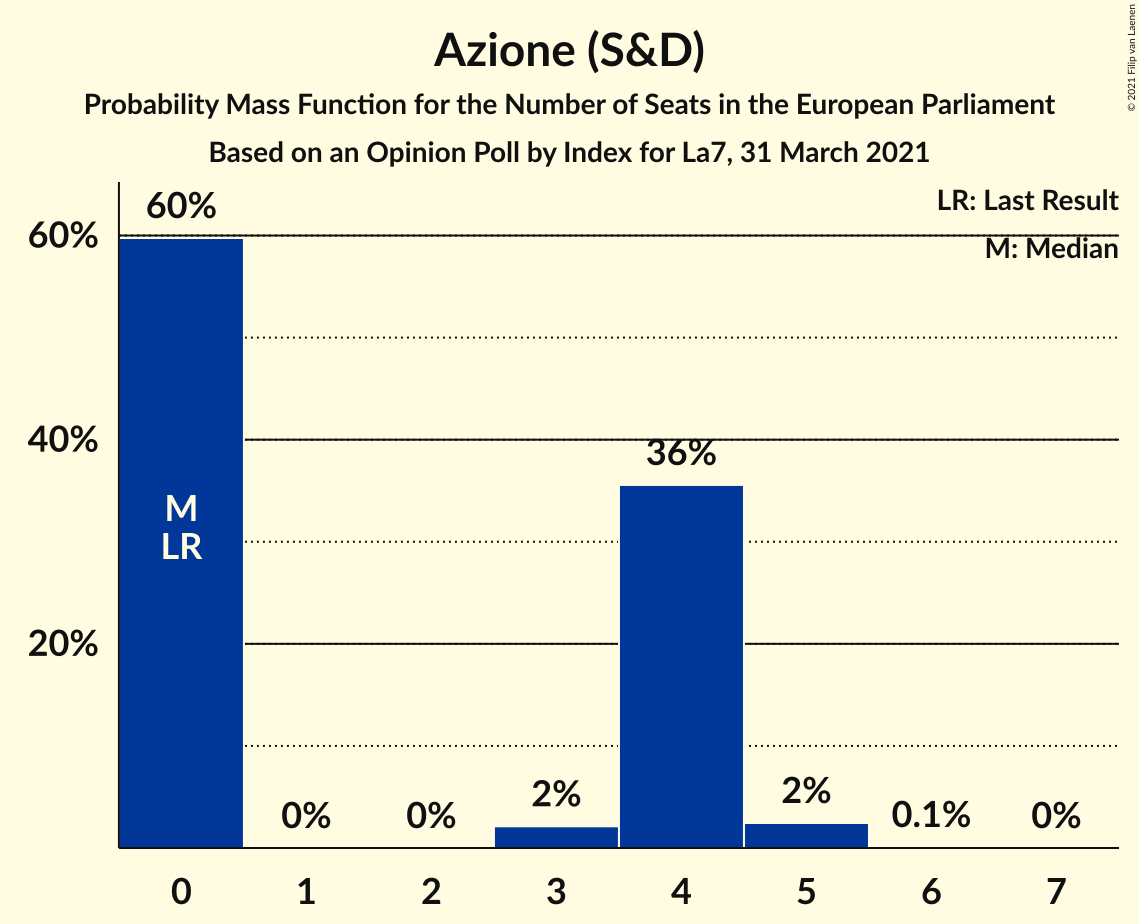 Azione (S&D)
Probability Mass Function for the Number of Seats in the European Parliament
Based on an Opinion Poll by Index for La7, 31 March 2021
© 2021 Filip van Laenen
LR: Last Result
M: Median
60%
40%
20%
60%
0%
0%
2%
36%
2%
0.1%
0%
M
LR
0
1
2
3
4
5
6
7